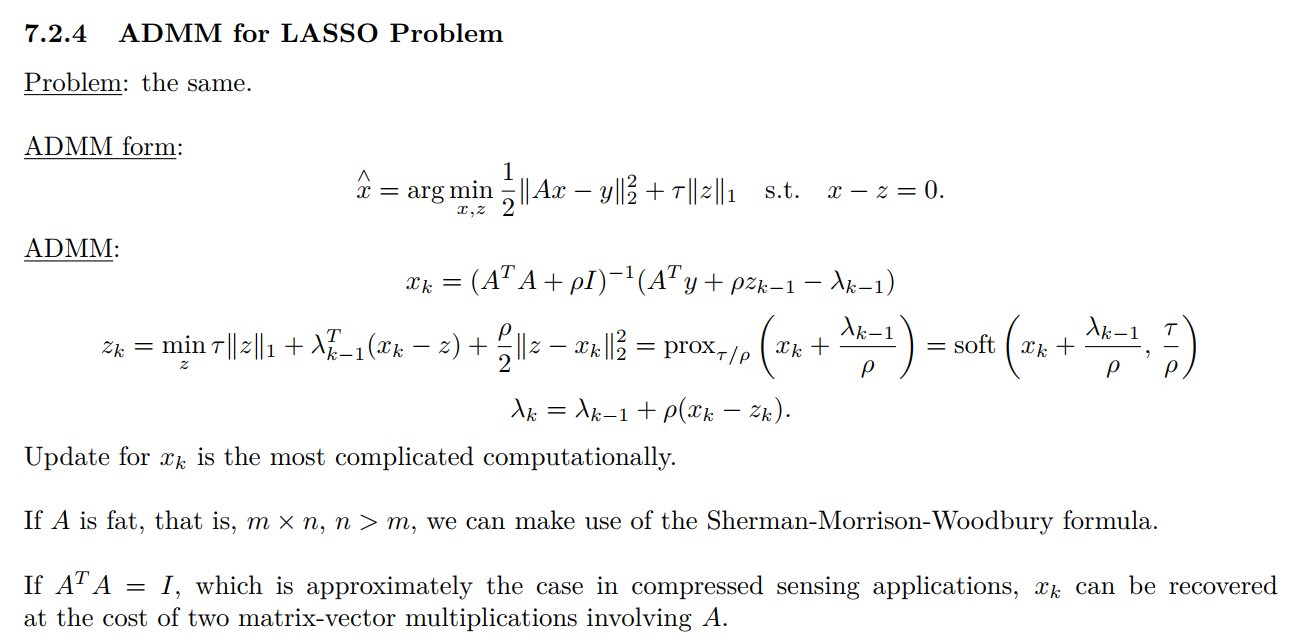 7.2.4 ADMM for LASSO Problem
Problem: the same.
ADMM form:
$\overset{\wedge}{x} = \arg\min_{x,z} \frac{1}{2}\|Ax - y\|_2^2 + \tau\|z\|_1 \quad \text{s.t.} \quad x - z = 0.$
ADMM:
$x_k = (A^T A + \rho I)^{-1}(A^T y + \rho z_{k-1} - \lambda_{k-1})$
$z_k = \min_z \tau\|z\|_1 + \lambda_{k-1}^T(x_k - z) + \frac{\rho}{2}\|z - x_k\|_2^2 = \text{prox}_{\tau/\rho}\left(x_k + \frac{\lambda_{k-1}}{\rho}\right) = \text{soft}\left(x_k + \frac{\lambda_{k-1}}{\rho}, \frac{\tau}{\rho}\right)$
$\lambda_k = \lambda_{k-1} + \rho(x_k - z_k).$
Update for $x_k$ is the most complicated computationally.
If $A$ is fat, that is, $m \times n$, $n > m$, we can make use of the Sherman-Morrison-Woodbury formula.
If $A^T A = I$, which is approximately the case in compressed sensing applications, $x_k$ can be recovered
at the cost of two matrix-vector multiplications involving $A$.